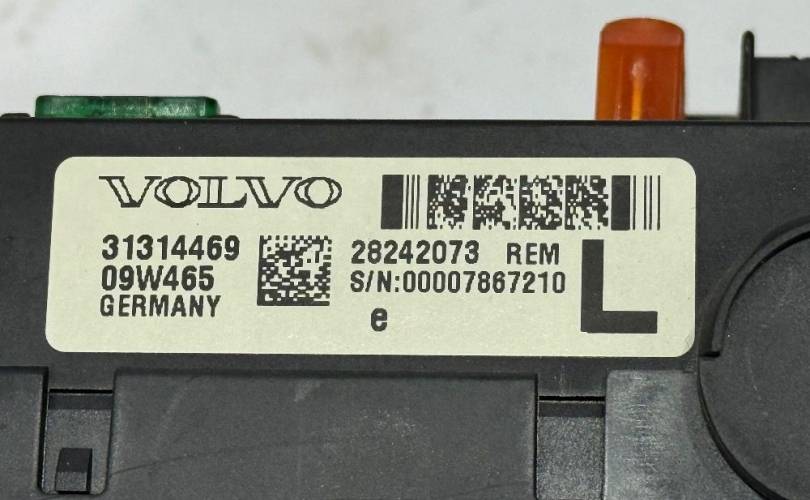 VOLVO
31314469
09W465
GERMANY
28242073 REM
S/N:00007867210
e
L